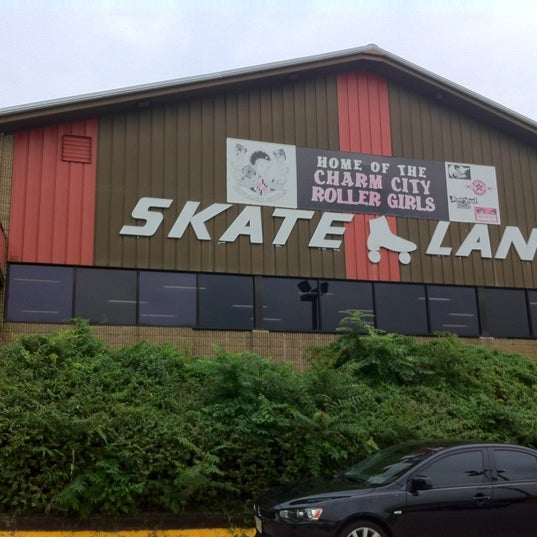 HOME OF THE
CHARM CITY
ROLLER GIRLS
SKATE LAN